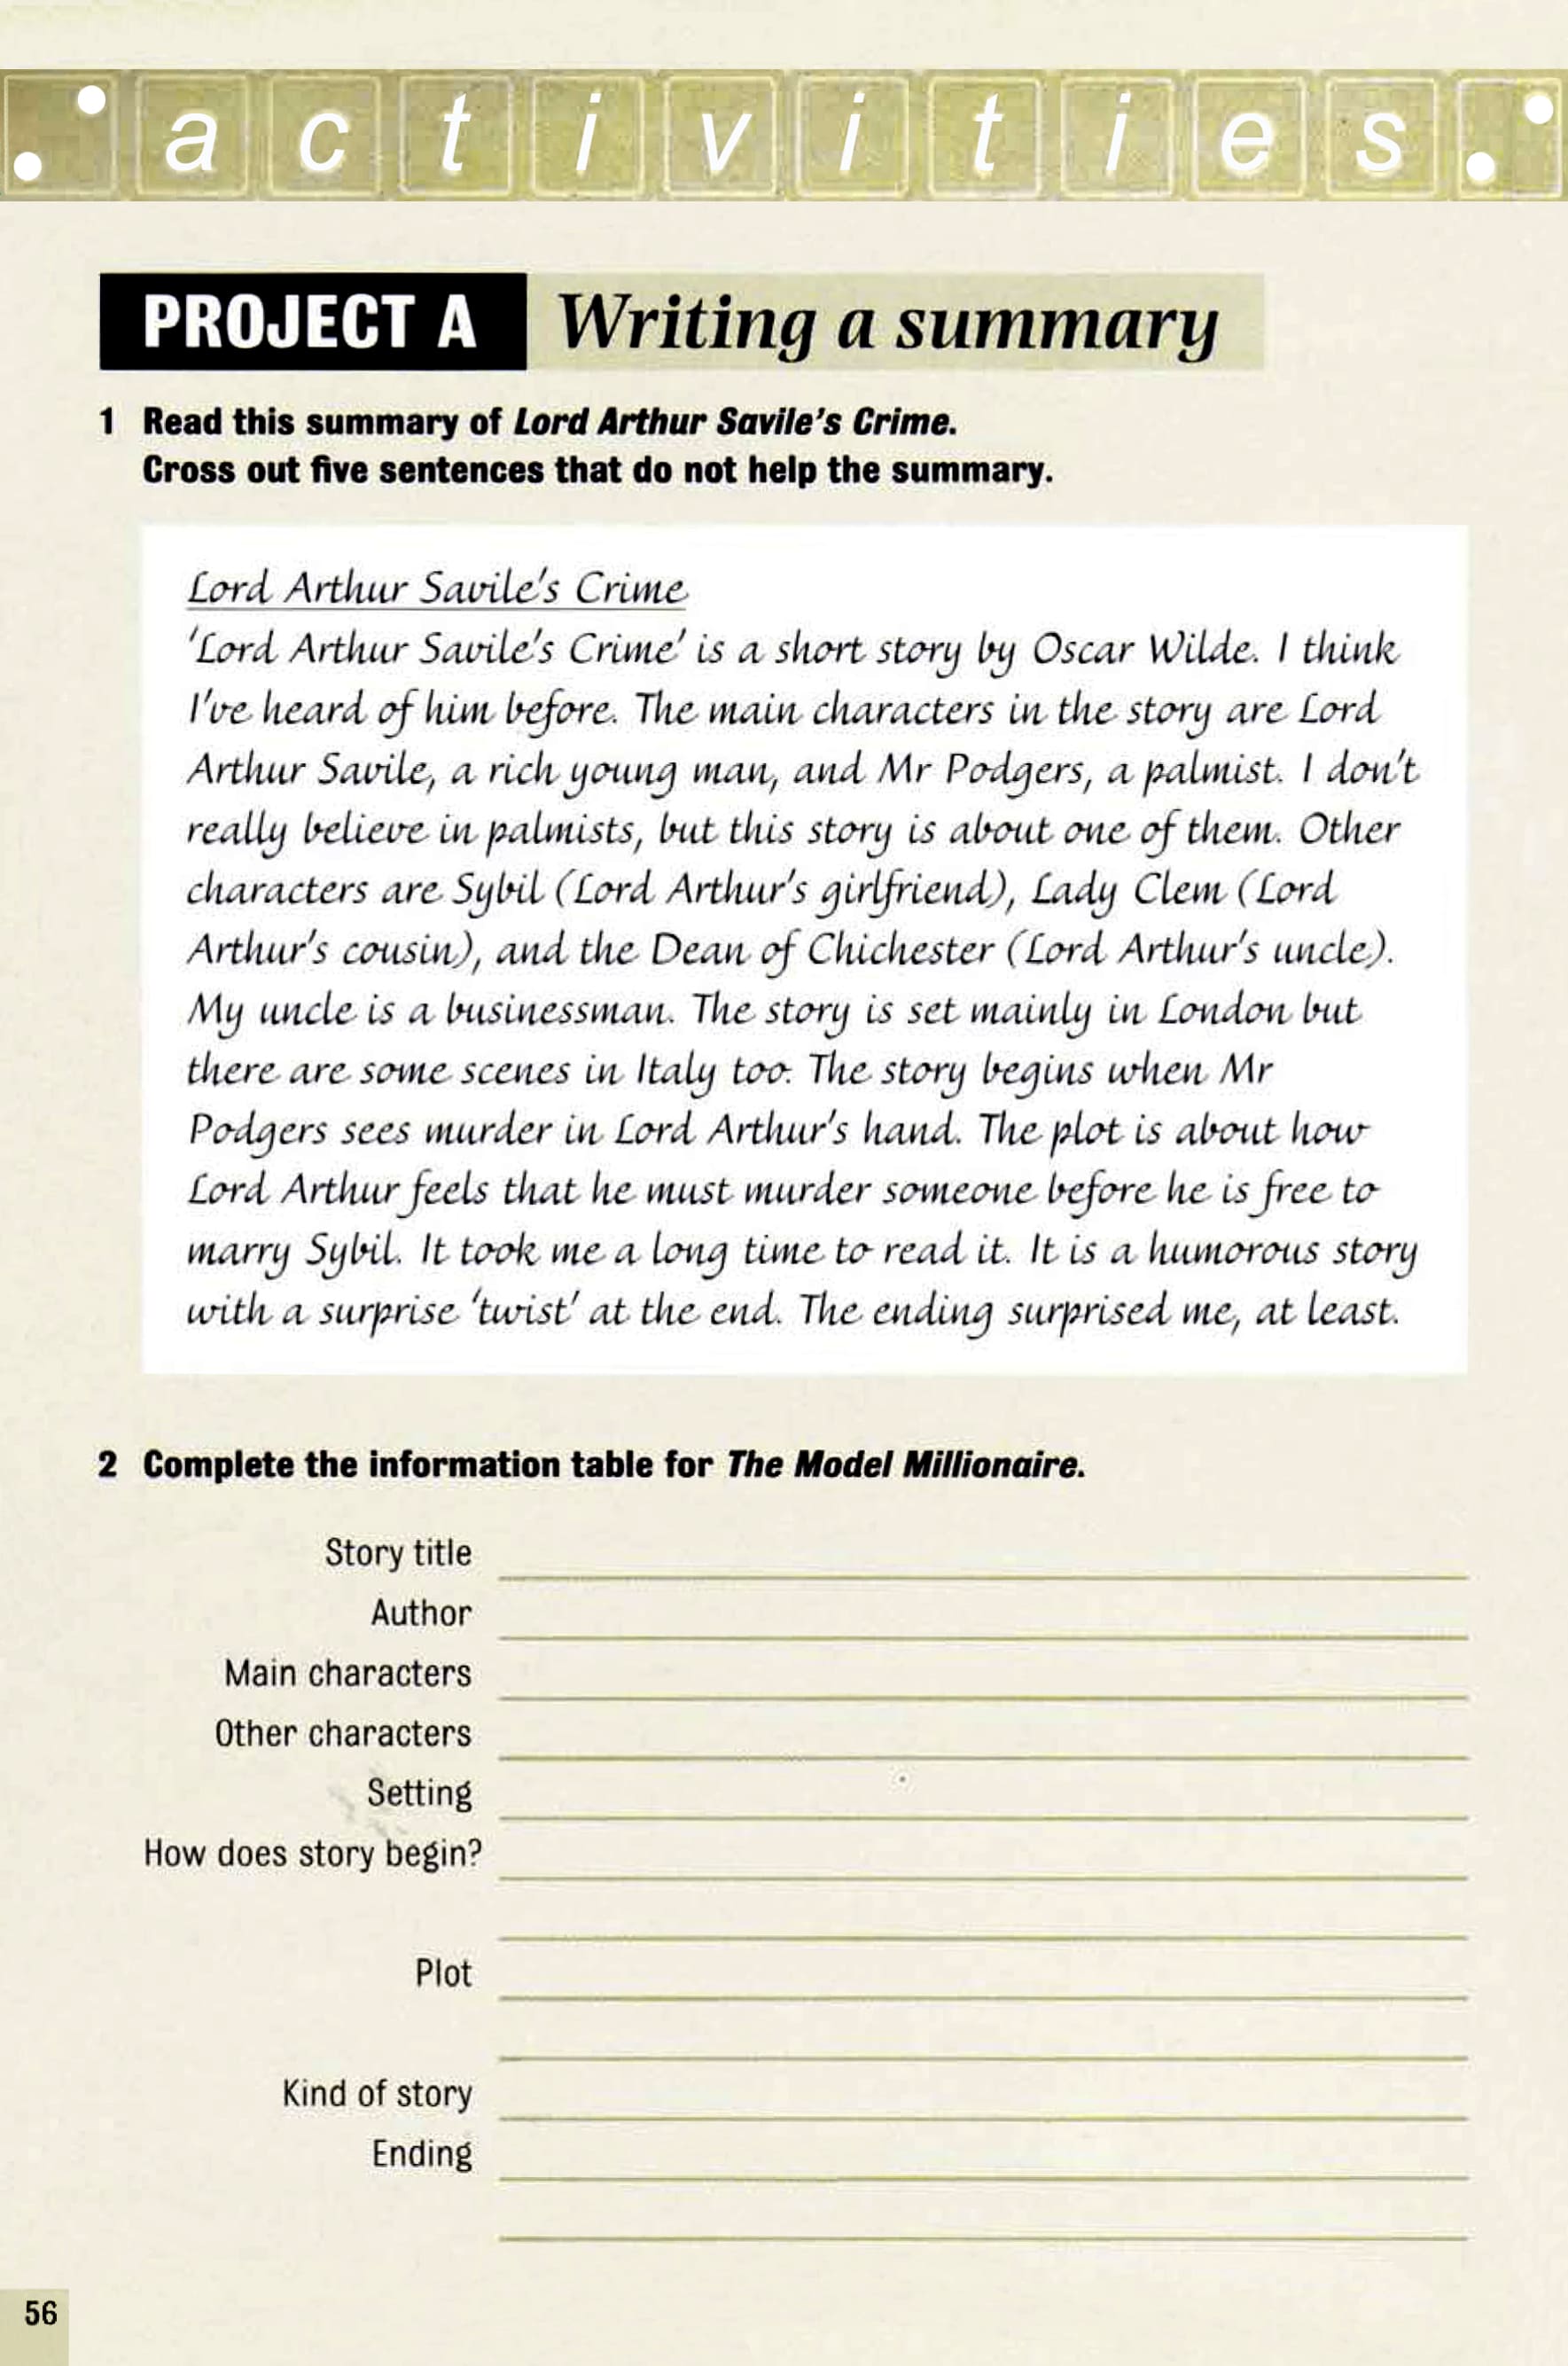 activities
PROJECT A Writing a summary
1 Read this summary of Lord Arthur Savile's Crime.
Cross out five sentences that do not help the summary.
Lord Arthur Savile's Crime
'Lord Arthur Savile's Crime' is a short story by Oscar Wilde. I think
I've heard of him before. The main characters in the story are Lord
Arthur Savile, a rich young man, and Mr Podgers, a palmist. I don't
really believe in palmists, but this story is about one of them. Other
characters are Sybil (Lord Arthur's girlfriend), Lady Clem (Lord
Arthur's cousin), and the Dean of Chichester (Lord Arthur's uncle).
My uncle is a businessman. The story is set mainly in London but
there are some scenes in Italy too. The story begins when Mr
Podgers sees murder in Lord Arthur's hand. The plot is about how
Lord Arthur feels that he must murder someone before he is free to
marry Sybil. It took me a long time to read it. It is a humorous story
with a surprise 'twist' at the end. The ending surprised me, at least.
2 Complete the information table for The Model Millionaire.
Story title
Author
Main characters
Other characters
Setting
How does story begin?
Plot
Kind of story
Ending
56